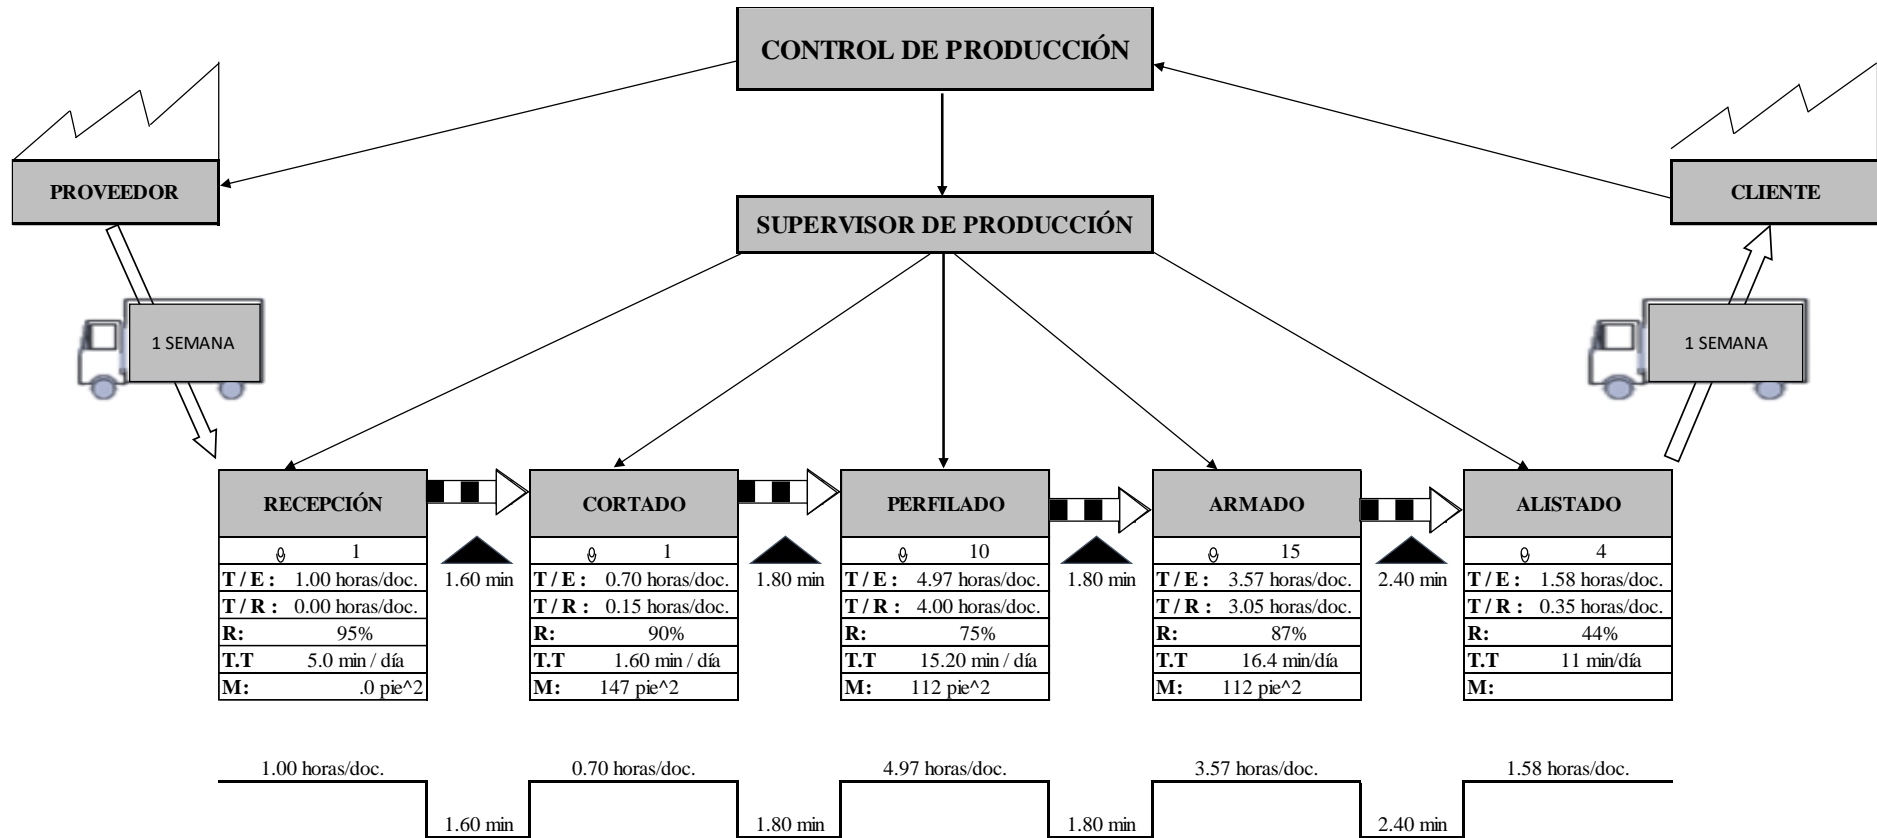 CONTROL DE PRODUCCIÓN
PROVEEDOR
CLIENTE
SUPERVISOR DE PRODUCCIÓN
1 SEMANA
1 SEMANA
RECEPCIÓN
1
T / E : 1.00 horas/doc.
T / R : 0.00 horas/doc.
R: 95%
T.T 5.0 min / día
M: .0 pie^2
1.60 min
CORTADO
1
T / E : 0.70 horas/doc.
T / R : 0.15 horas/doc.
R: 90%
T.T 1.60 min / día
M: 147 pie^2
1.80 min
PERFILADO
10
T / E : 4.97 horas/doc.
T / R : 4.00 horas/doc.
R: 75%
T.T 15.20 min / día
M: 112 pie^2
1.80 min
ARMADO
15
T / E : 3.57 horas/doc.
T / R : 3.05 horas/doc.
R: 87%
T.T 16.4 min/día
M: 112 pie^2
2.40 min
ALISTADO
4
T / E : 1.58 horas/doc.
T / R : 0.35 horas/doc.
R: 44%
T.T 11 min/día
M:
1.00 horas/doc.
0.70 horas/doc.
4.97 horas/doc.
3.57 horas/doc.
1.58 horas/doc.
1.60 min
1.80 min
1.80 min
2.40 min